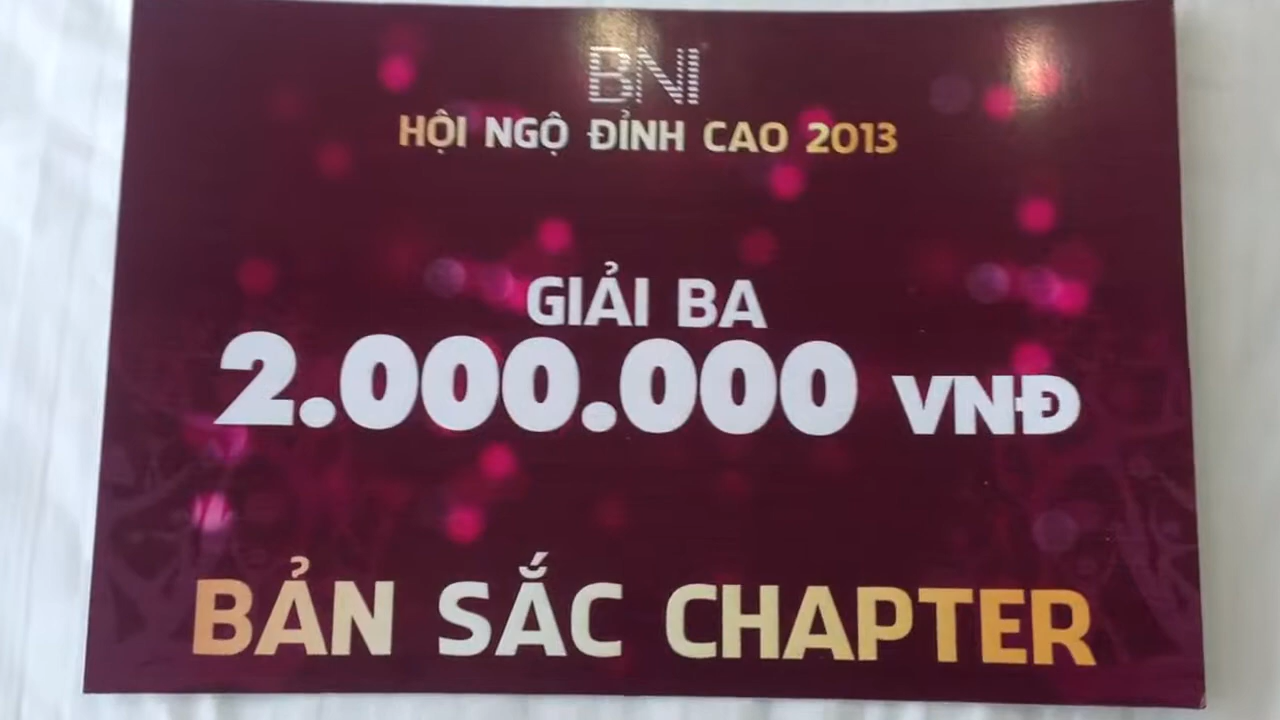 BNI
HỘI NGỘ ĐỈNH CAO 2013
GIẢI BA
2.000.000 VNĐ
BẢN SẮC CHAPTER